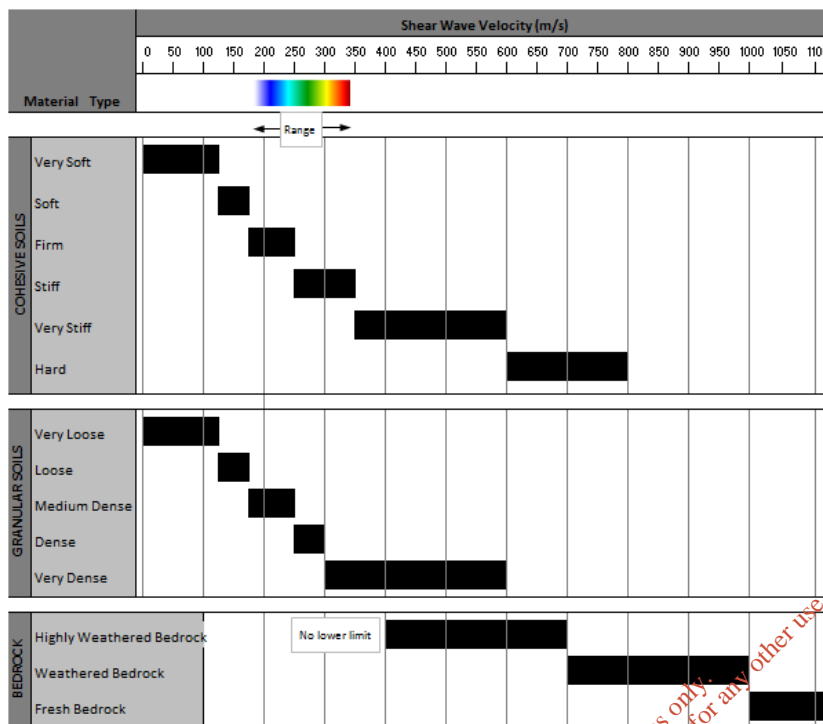 Shear Wave Velocity (m/s)
0 50 100 150 200 250 300 350 400 450 500 550 600 650 700 750 800 850 900 950 1000 1050 110
Material Type
Range
COHESIVE SOILS
Very Soft
Soft
Firm
Stiff
Very Stiff
Hard
GRANULAR SOILS
Very Loose
Loose
Medium Dense
Dense
Very Dense
BEDROCK
Highly Weathered Bedrock
No lower limit
Weathered Bedrock
Fresh Bedrock
s only.
for any other use.